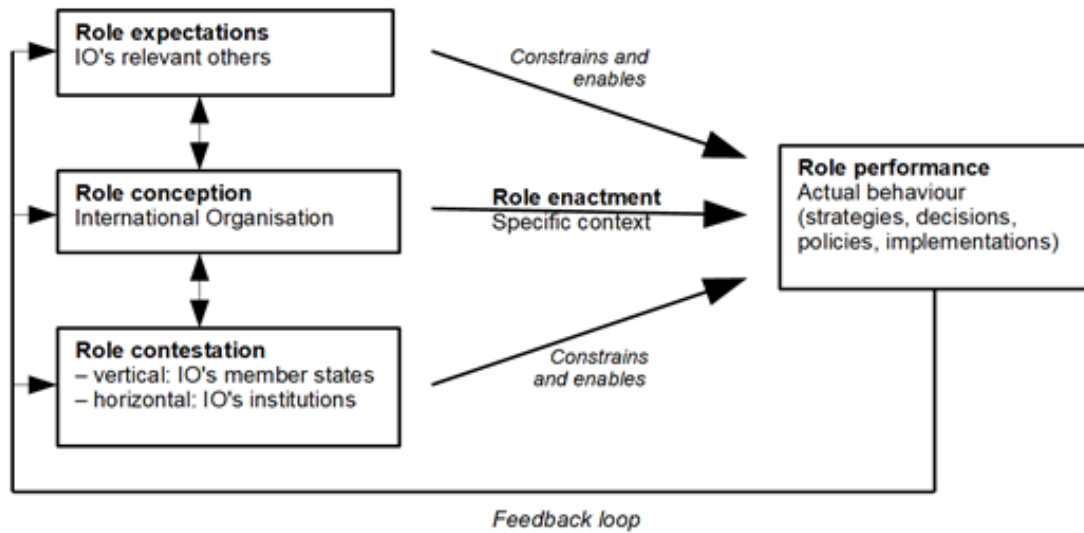 Role expectations
IO's relevant others
Constrains and
enables
Role conception
International Organisation
Role enactment
Specific context
Role performance
Actual behaviour
(strategies, decisions,
policies, implementations)
Role contestation
– vertical: IO's member states
– horizontal: IO's institutions
Constrains
and enables
Feedback loop